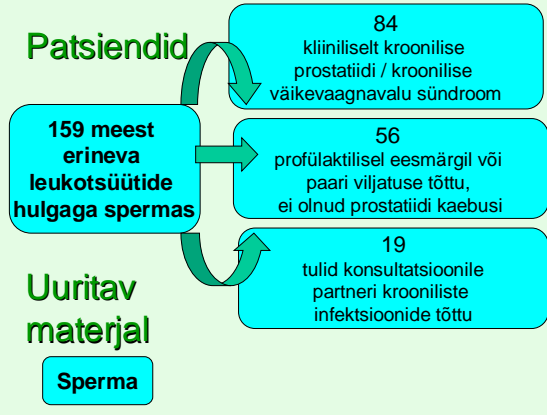 Patsiendid
159 meest
erineva
leukotsüütide
hulgaga spermas
84
kliiniliselt kroonilise
prostatiidi / kroonilise
väikevaagnavalu sündroom
56
profülaktilisel eesmärgil või
paari viljatuse tõttu,
ei olnud prostatiidi kaebusi
19
tulid konsultatsioonile
partneri krooniliste
infektsioonide tõttu
Uuritav
materjal
Sperma